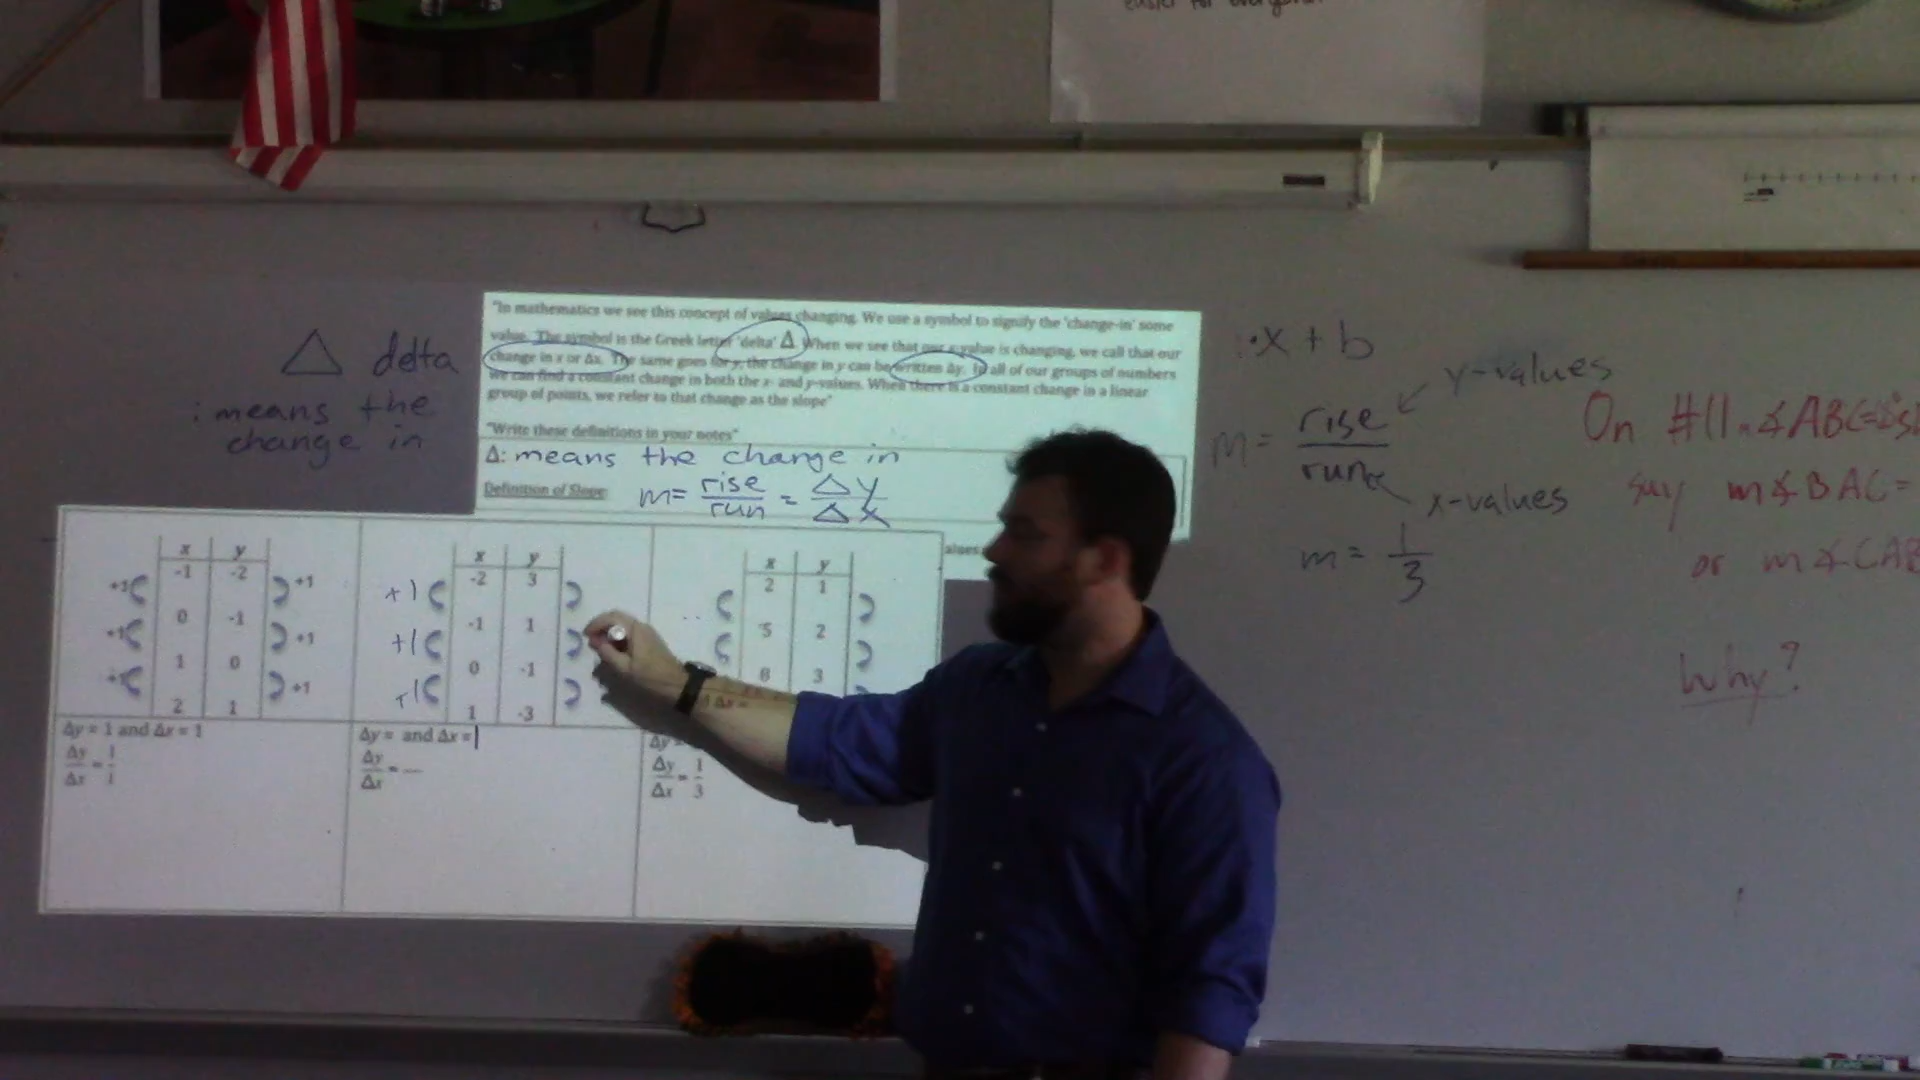 easier for everyone
"In mathematics we see this concept of values changing. We use a symbol to signify the 'change-in' some
value. The symbol is the Greek letter 'delta' Δ. When we see that our x-value is changing, we call that our
change in x or Δx. The same goes for y, the change in y can be written Δy. In all of our groups of numbers
we can find a constant change in both the x- and y-values. When there is a constant change in a linear
group of points, we refer to that change as the slope"
"Write these definitions in your notes"
Δ: means the change in
Definition of Slope: m = rise/run = Δy/Δx
Δ delta
: means the
change in
x y
-1 -2
+1 +1
0 -1
+1 +1
1 0
+1 +1
2 1
Δy = 1 and Δx = 1
Δy/Δx = 1/1
x y
-2 3
+1
-1 1
+1
0 -1
+1
1 -3
Δy = and Δx = 1
Δy/Δx = —
x y
2 1
5 2
8 3
Δy
Δy/Δx = 1/3
·x + b
m = rise/run
y-values
x-values
m = 1/3
On #11. ∡ABC=
say m∡BAC=
or m∡CAB
Why?